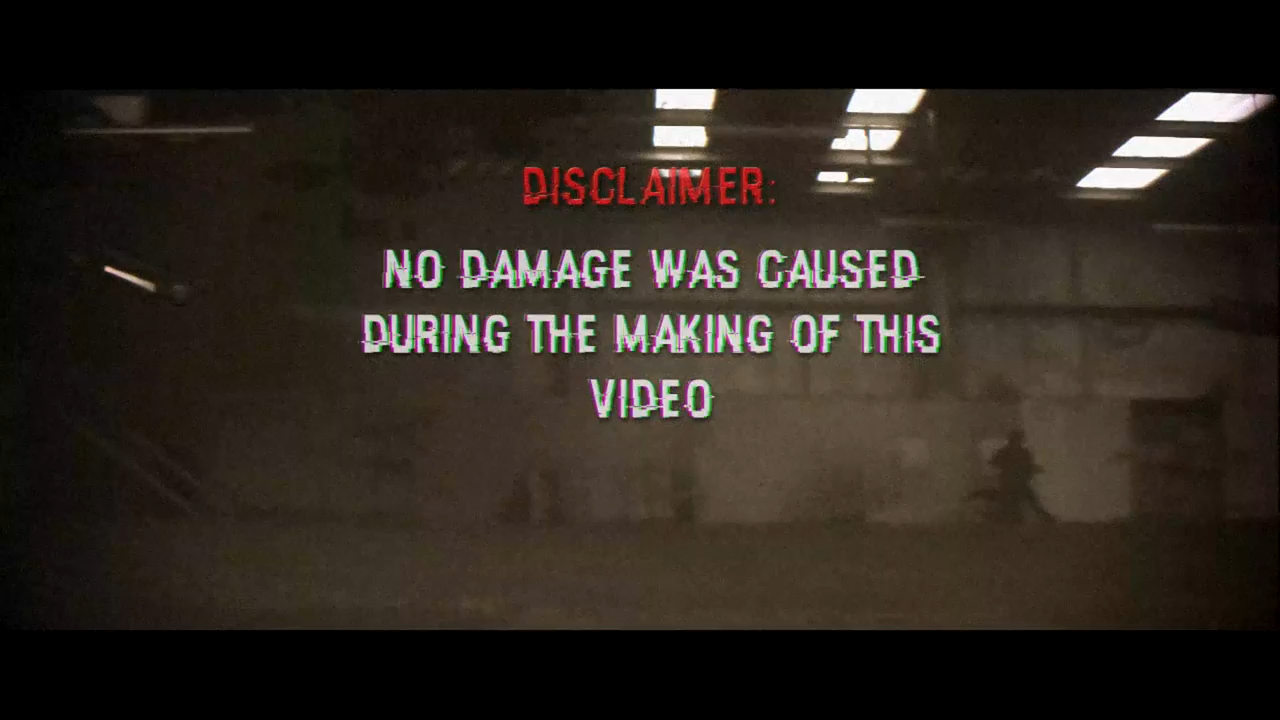 DISCLAIMER:
NO DAMAGE WAS CAUSED
DURING THE MAKING OF THIS
VIDEO